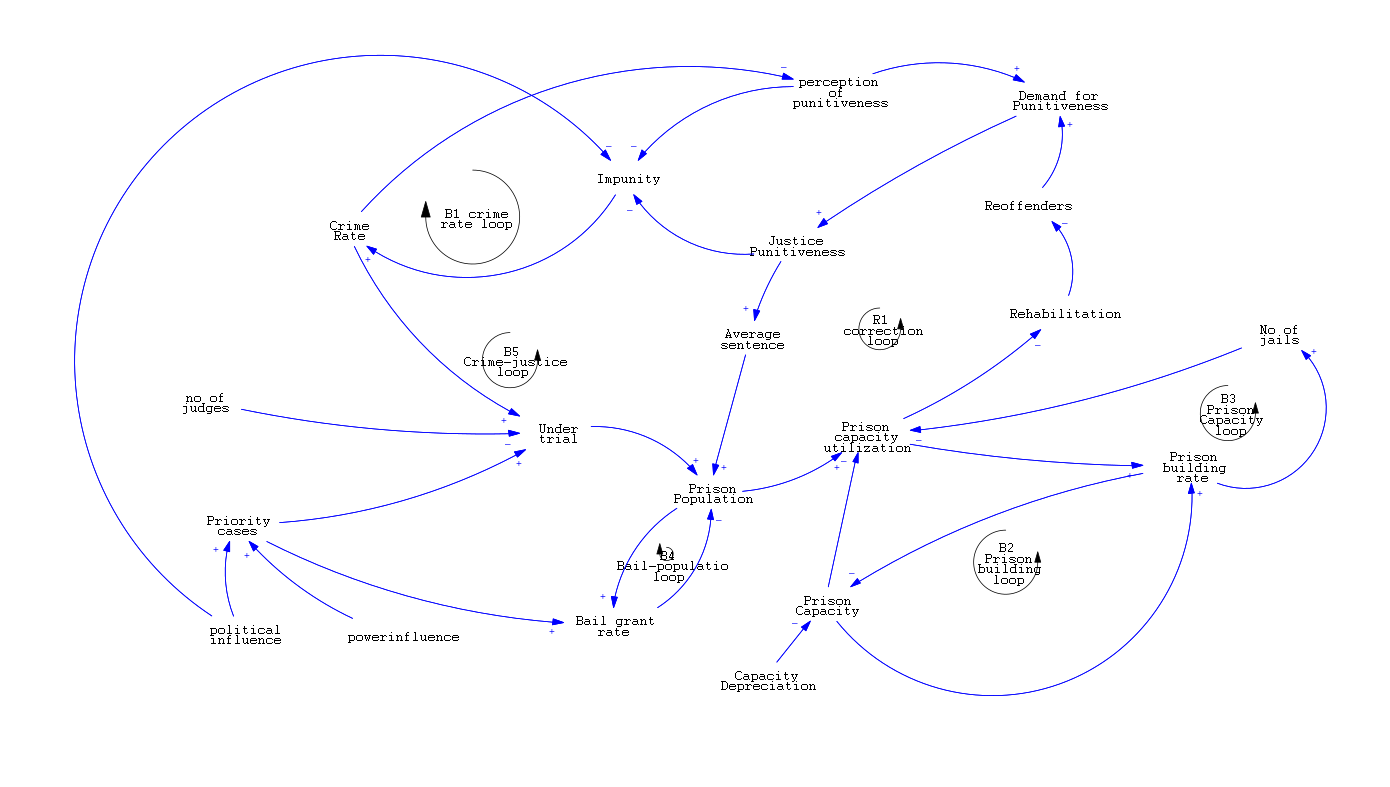 perception
of
punitiveness
Demand for
Punitiveness
Impunity
Reoffenders
B1 crime
rate loop
Crime
Rate
Justice
Punitiveness
Rehabilitation
R1
correction
loop
Average
sentence
No of
jails
B5
Crime-justice
loop
no of
judges
B3
Prison
Capacity
loop
Under
trial
Prison
capacity
utilization
Prison
building
rate
Prison
Population
Priority
cases
B4
Bail-populatio
loop
B2
Prison
building
loop
Prison
Capacity
Bail grant
rate
political
influence
powerinfluence
Capacity
Depreciation